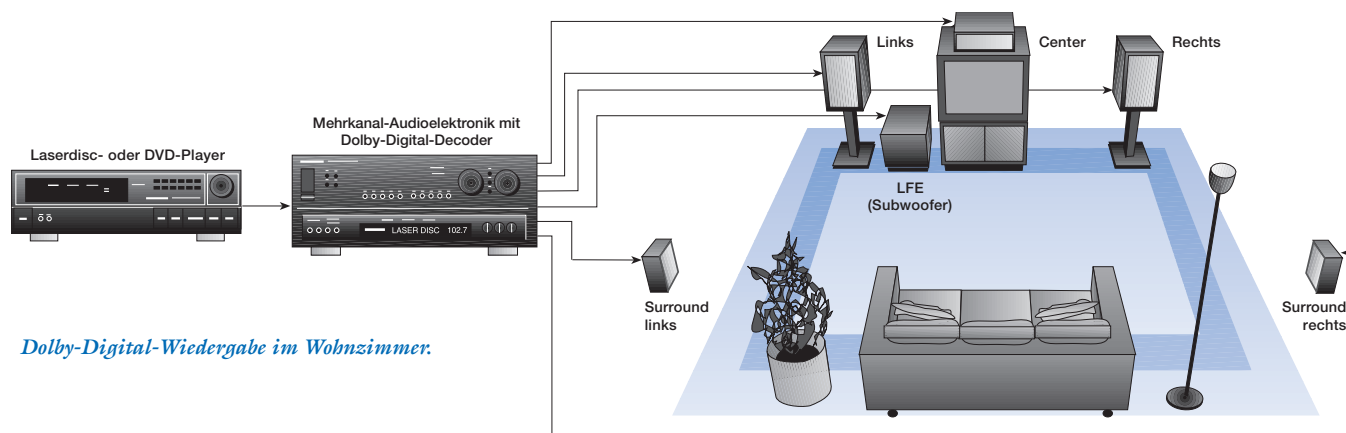 Links
Center
Rechts
Mehrkanal-Audioelektronik mit
Dolby-Digital-Decoder
Laserdisc- oder DVD-Player
LFE
(Subwoofer)
LASER DISC 102.7
Surround
links
Surround
rechts
Dolby-Digital-Wiedergabe im Wohnzimmer.